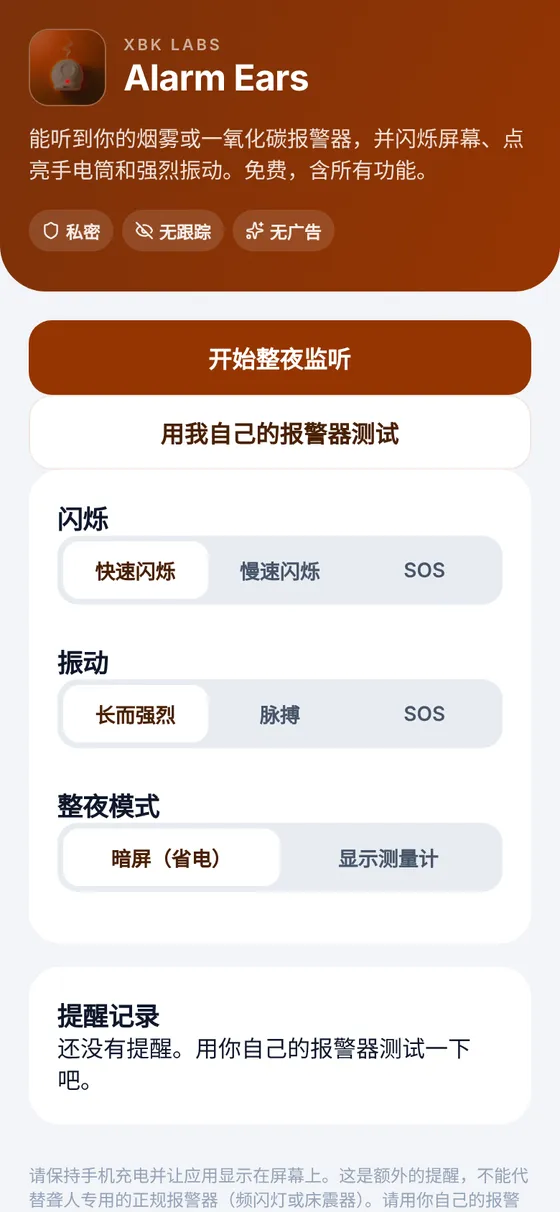 XBK LABS
Alarm Ears
能听到你的烟雾或一氧化碳报警器，并闪烁屏幕、点
亮手电筒和强烈振动。免费，含所有功能。
私密
无跟踪
无广告
开始整夜监听
用我自己的报警器测试
闪烁
快速闪烁
慢速闪烁
SOS
振动
长而强烈
脉搏
SOS
整夜模式
暗屏（省电）
显示测量计
提醒记录
还没有提醒。用你自己的报警器测试一下
吧。
请保持手机充电并让应用显示在屏幕上。这是额外的提醒，不能代
替聋人专用的正规报警器（频闪灯或床震器）。请用你自己的报警